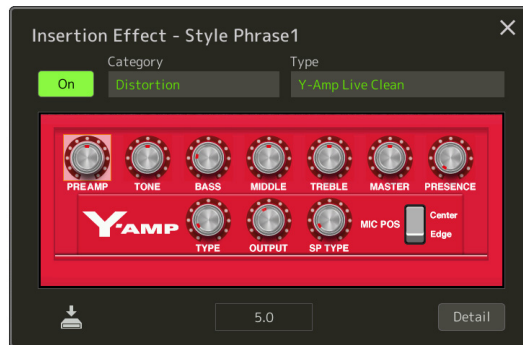 Insertion Effect - Style Phrase1
Category
Type
On
Distortion
Y-Amp Live Clean
PREAMP TONE BASS MIDDLE TREBLE MASTER PRESENCE
Y-AMP
MIC POS
Center
Edge
TYPE OUTPUT SP TYPE
5.0
Detail